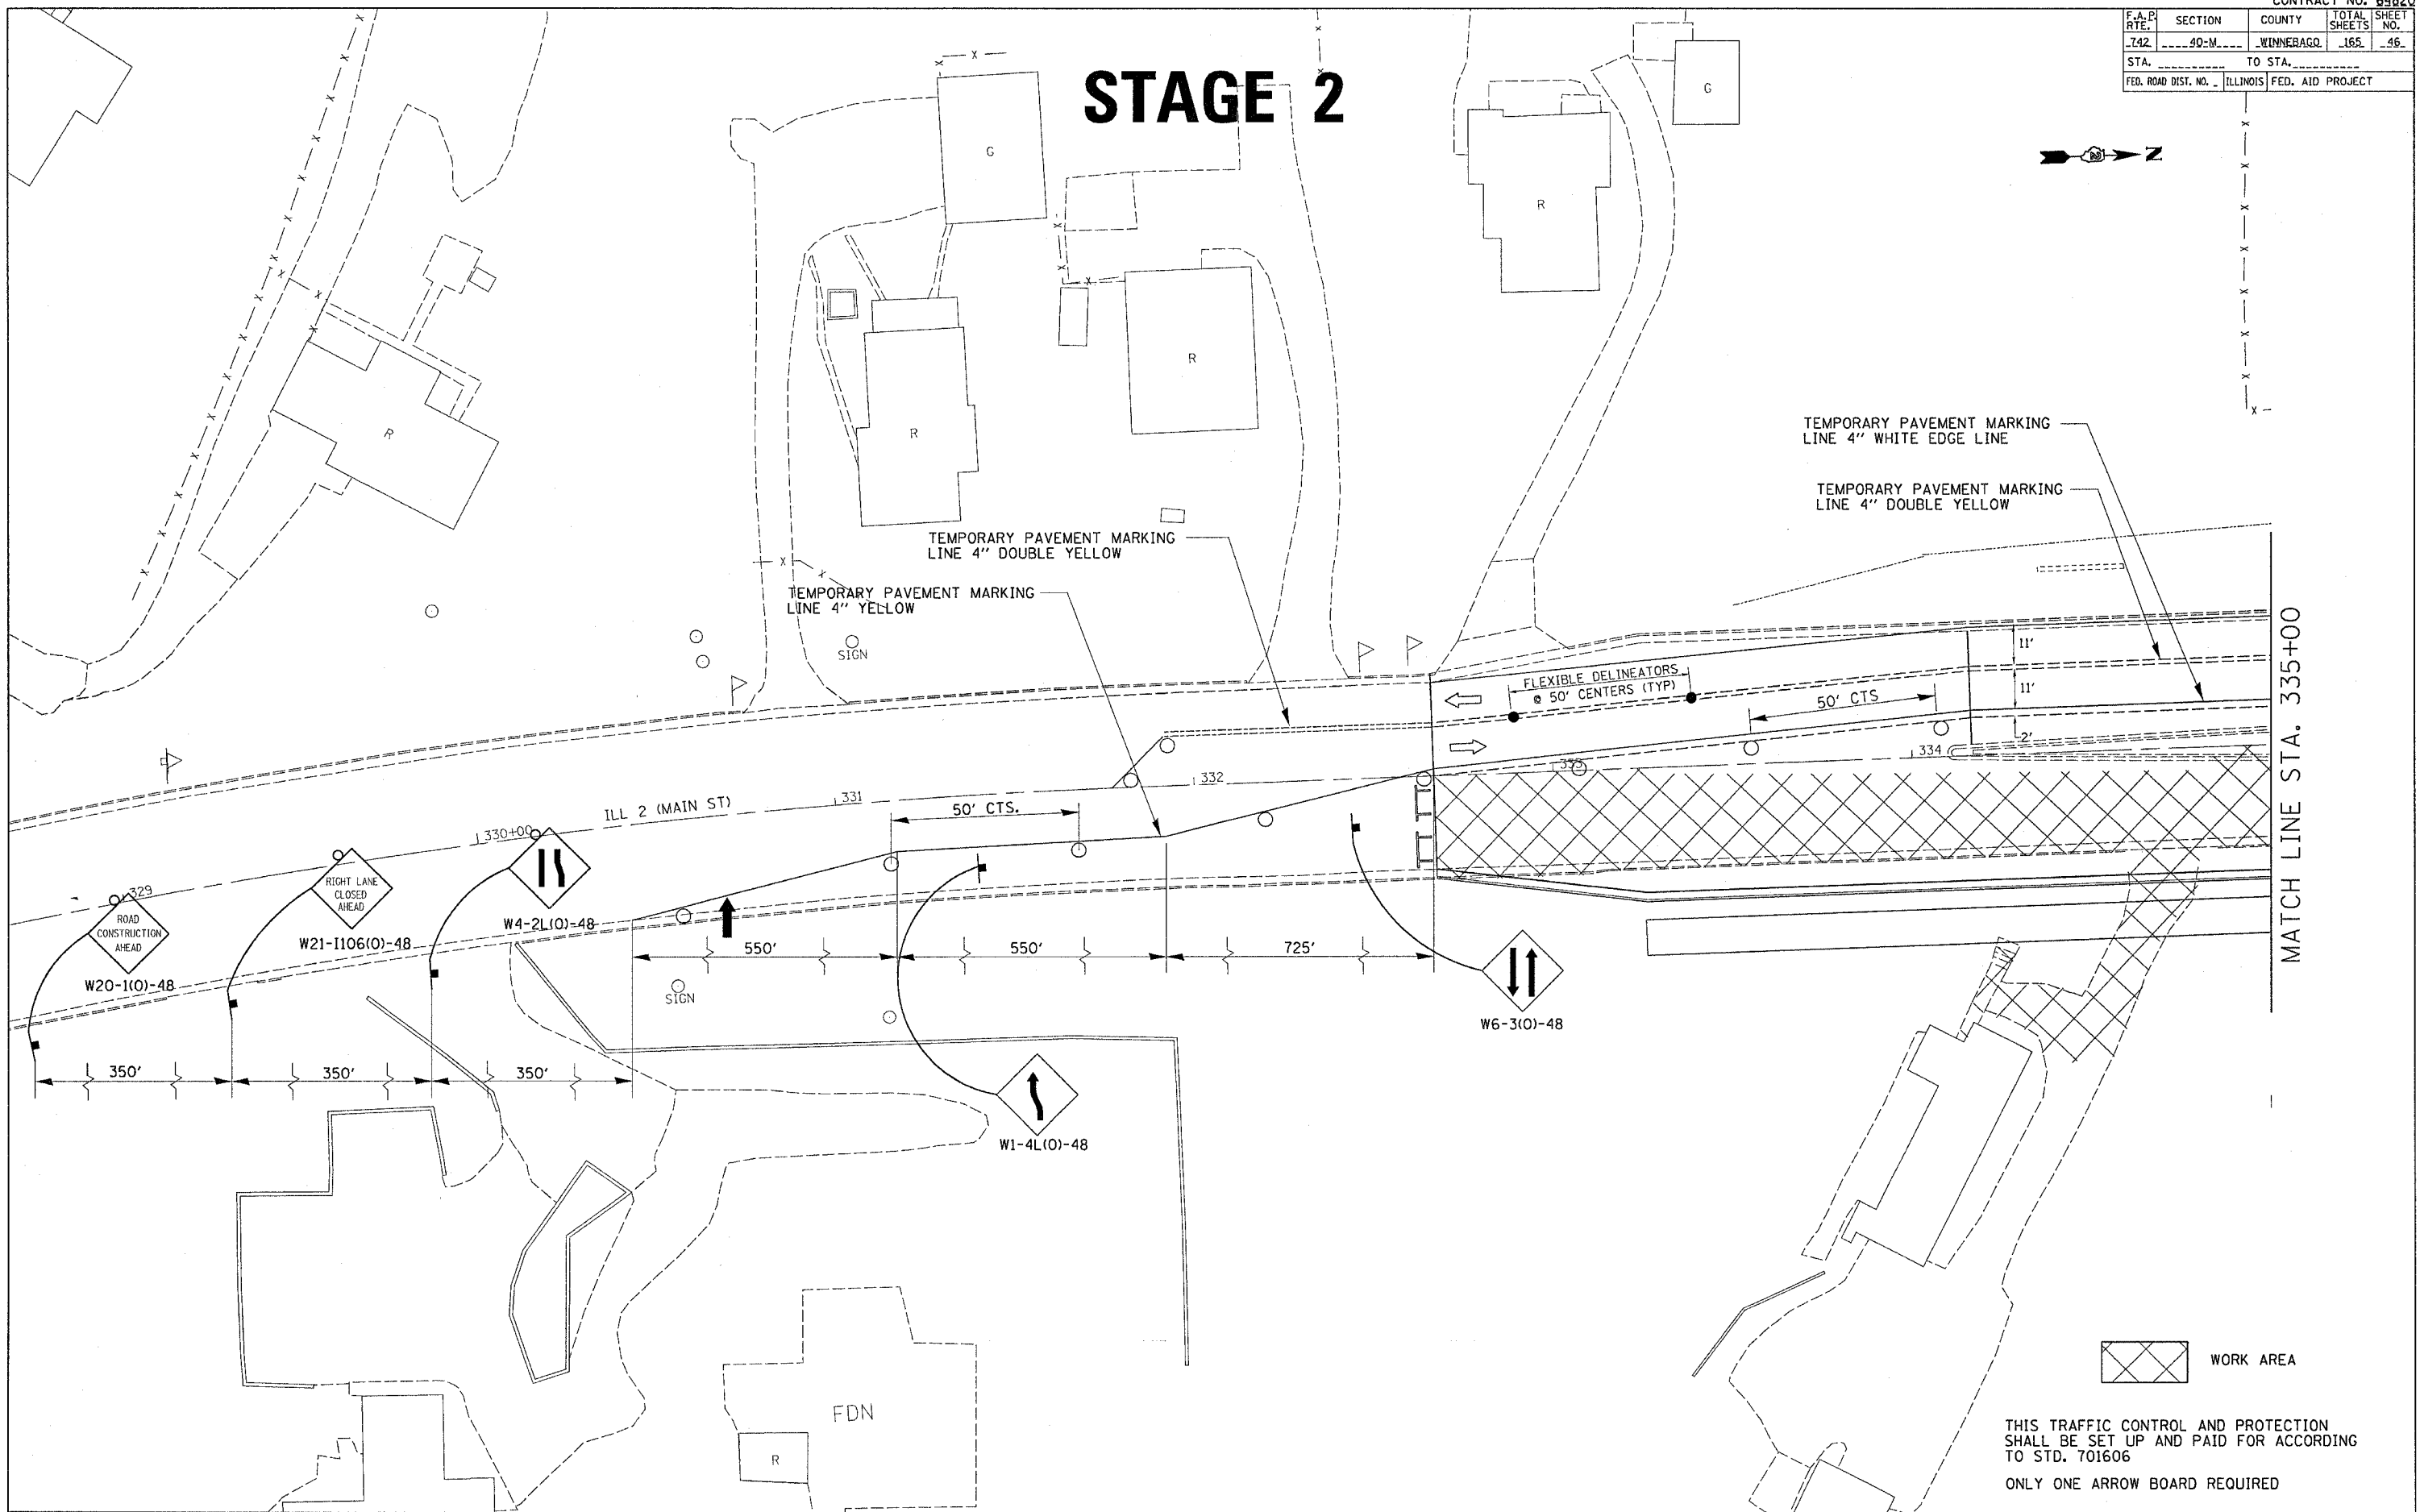 CONTRACT NO.
F.A.P. RTE.
SECTION
COUNTY
TOTAL SHEETS
SHEET NO.
742
40-M
WINNEBAGO
165
46
STA. __________ TO STA. __________
FED. ROAD DIST. NO. _
ILLINOIS
FED. AID PROJECT
STAGE 2
G
G
N
R
R
R
R
TEMPORARY PAVEMENT MARKING
LINE 4" WHITE EDGE LINE
TEMPORARY PAVEMENT MARKING
LINE 4" DOUBLE YELLOW
TEMPORARY PAVEMENT MARKING
LINE 4" DOUBLE YELLOW
TEMPORARY PAVEMENT MARKING
LINE 4" YELLOW
SIGN
FLEXIBLE DELINEATORS
@ 50' CENTERS (TYP)
50' CTS
11'
11'
2'
MATCH LINE STA. 335+00
334
333
332
331
330+00
329
ILL 2 (MAIN ST)
50' CTS.
ROAD
CONSTRUCTION
AHEAD
W20-1(O)-48
RIGHT LANE
CLOSED
AHEAD
W21-I106(O)-48
W4-2L(O)-48
550'
550'
725'
SIGN
W6-3(O)-48
350'
350'
350'
W1-4L(O)-48
FDN
R
WORK AREA
THIS TRAFFIC CONTROL AND PROTECTION
SHALL BE SET UP AND PAID FOR ACCORDING
TO STD. 701606
ONLY ONE ARROW BOARD REQUIRED